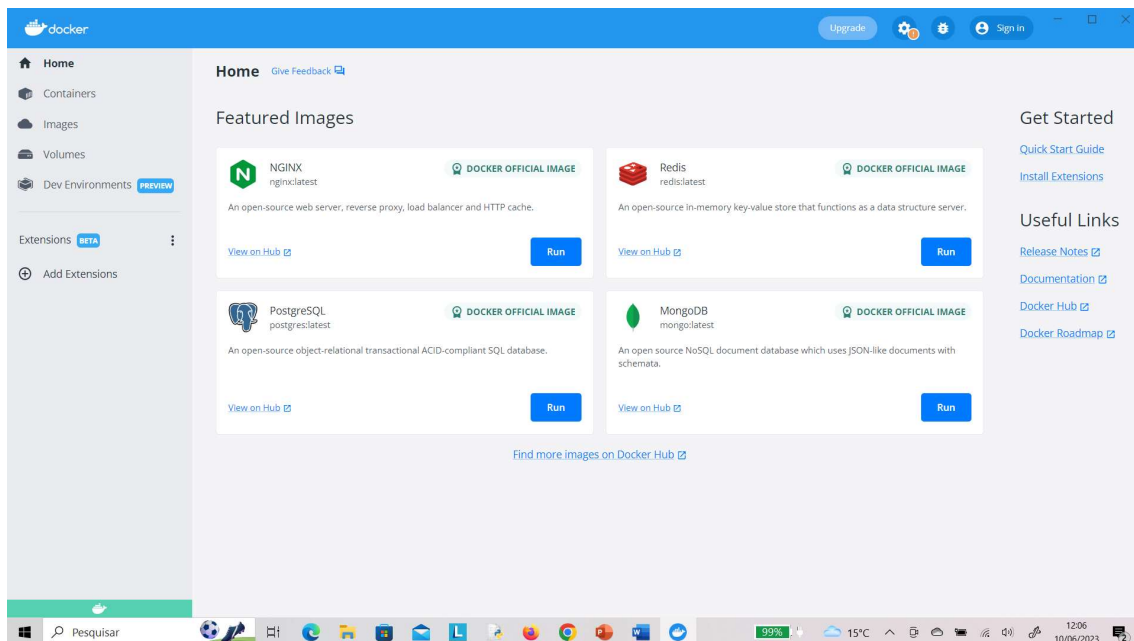 docker
Upgrade
Sign in
Home
Containers
Images
Volumes
Dev Environments PREVIEW
Extensions BETA
Add Extensions
Home Give Feedback
Featured Images
NGINX
nginx:latest
DOCKER OFFICIAL IMAGE
An open-source web server, reverse proxy, load balancer and HTTP cache.
View on Hub
Run
Redis
redis:latest
DOCKER OFFICIAL IMAGE
An open-source in-memory key-value store that functions as a data structure server.
View on Hub
Run
PostgreSQL
postgres:latest
DOCKER OFFICIAL IMAGE
An open-source object-relational transactional ACID-compliant SQL database.
View on Hub
Run
MongoDB
mongo:latest
DOCKER OFFICIAL IMAGE
An open source NoSQL document database which uses JSON-like documents with
schemata.
View on Hub
Run
Find more images on Docker Hub
Get Started
Quick Start Guide
Install Extensions
Useful Links
Release Notes
Documentation
Docker Hub
Docker Roadmap
Pesquisar
99%
15°C
12:06
10/06/2023